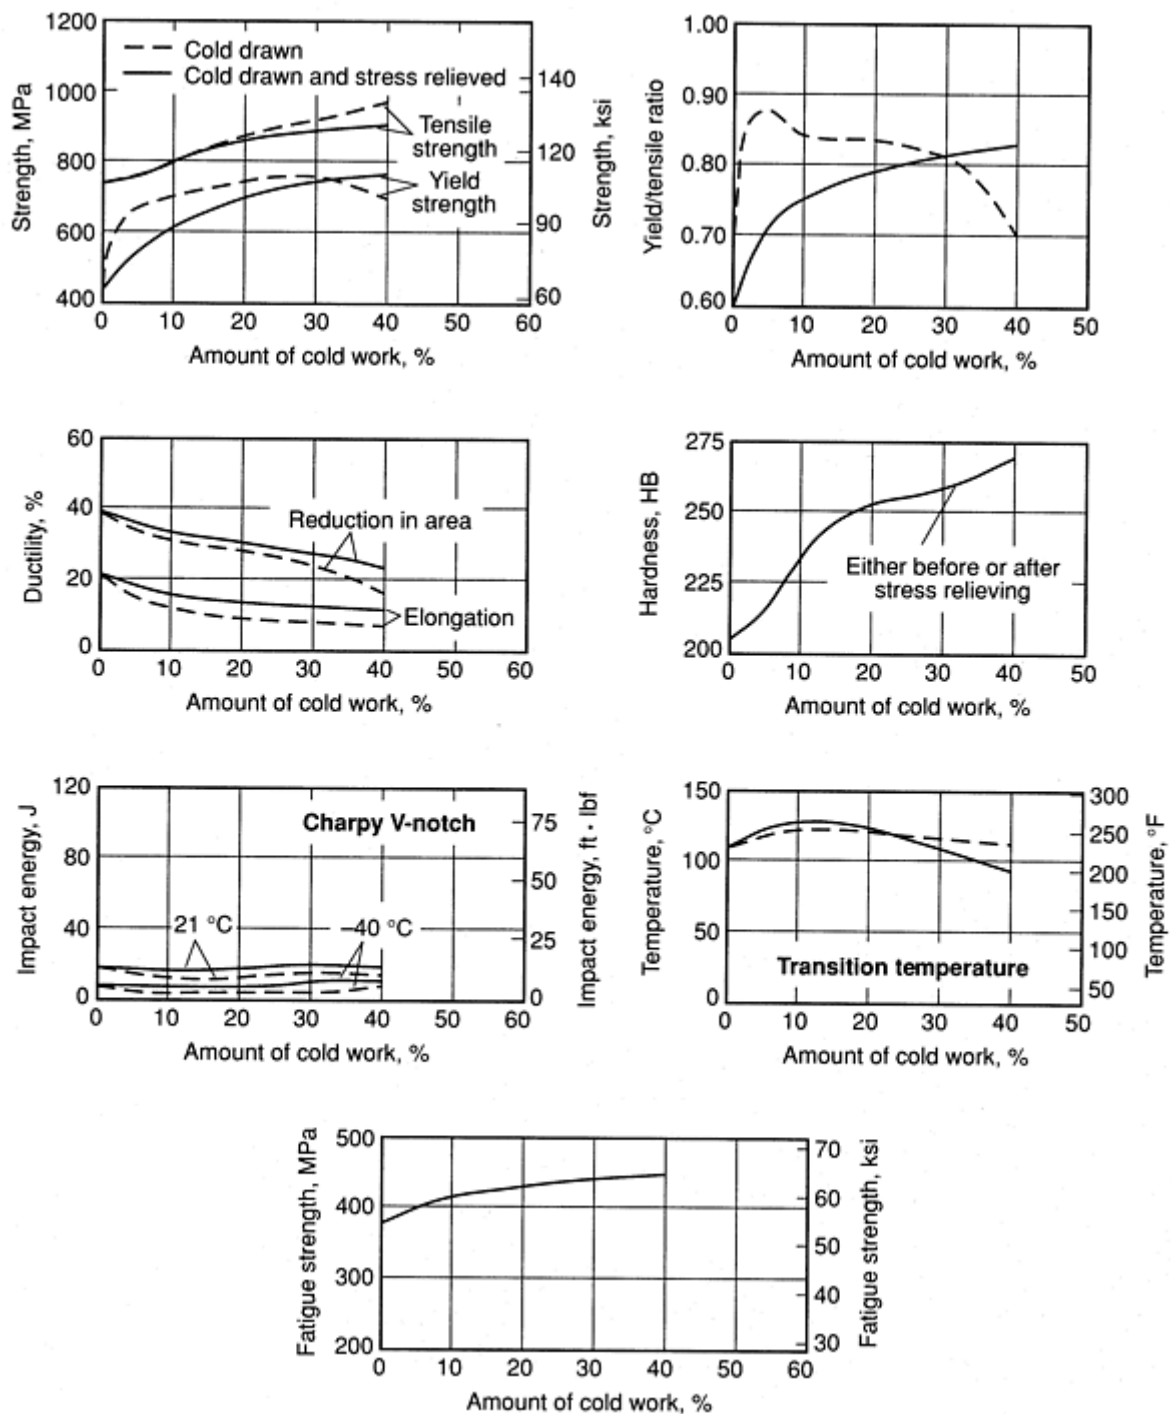 1200
1000
800
600
400
Strength, MPa
Cold drawn
Cold drawn and stress relieved
Tensile
strength
Yield
strength
140
120
90
60
Strength, ksi
0 10 20 30 40 50 60
Amount of cold work, %
1.00
0.90
0.80
0.70
0.60
Yield/tensile ratio
0 10 20 30 40 50
Amount of cold work, %
60
40
20
0
Ductility, %
Reduction in area
Elongation
0 10 20 30 40 50 60
Amount of cold work, %
275
250
225
200
Hardness, HB
Either before or after
stress relieving
0 10 20 30 40 50
Amount of cold work, %
120
80
40
0
Impact energy, J
Charpy V-notch
21 °C
−40 °C
75
50
25
0
Impact energy, ft · lbf
0 10 20 30 40 50 60
Amount of cold work, %
150
100
50
0
Temperature, °C
Transition temperature
300
250
200
150
100
50
Temperature, °F
0 10 20 30 40 50
Amount of cold work, %
500
400
300
200
Fatigue strength, MPa
70
60
50
40
30
Fatigue strength, ksi
0 10 20 30 40 50 60
Amount of cold work, %